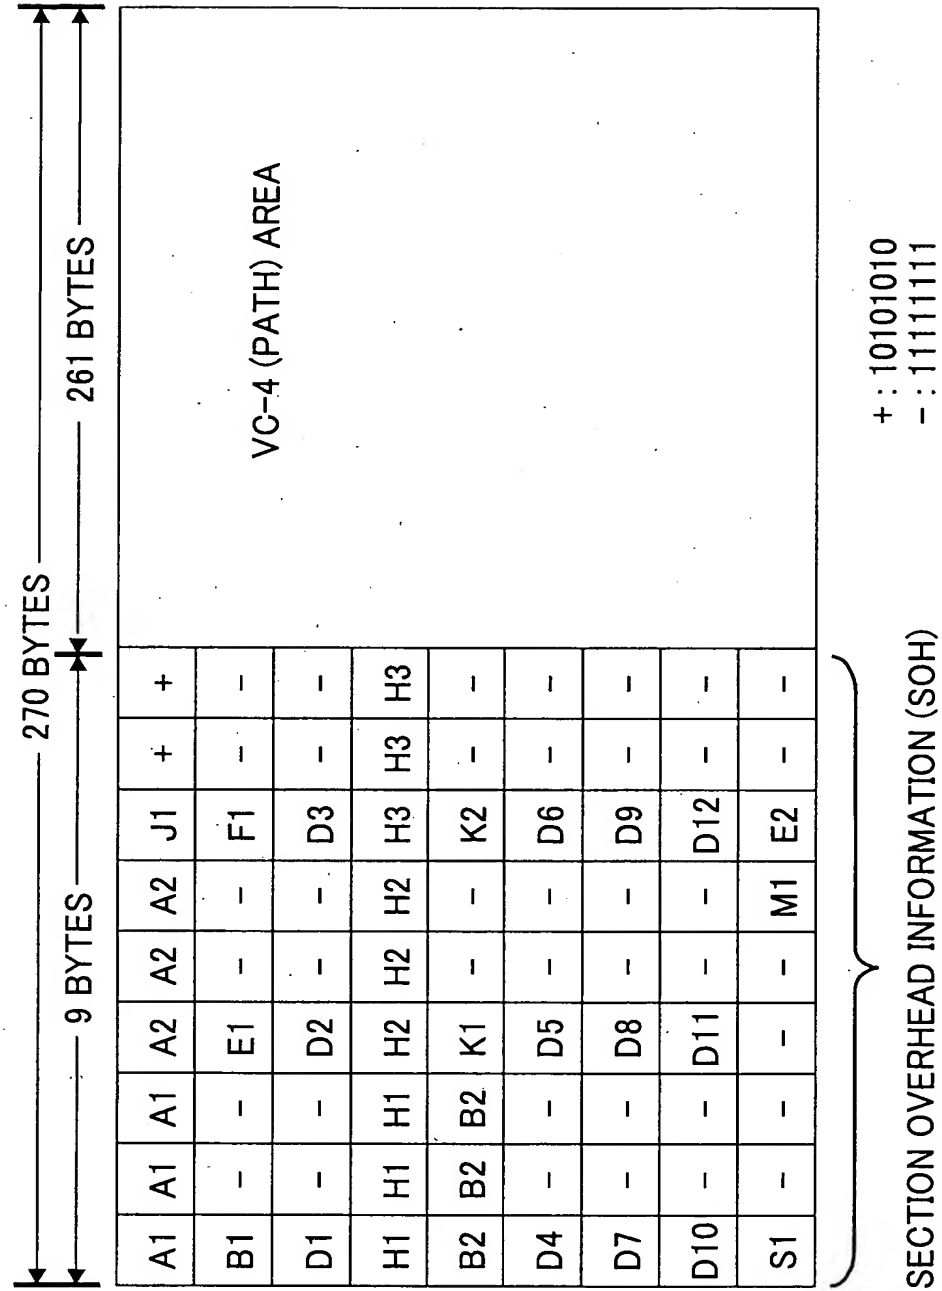 270 BYTES
9 BYTES
261 BYTES
A1 A1 A1 A2 A2 A2 J1 + +
B1 - - E1 - - F1 - -
D1 - - D2 - - D3 - -
H1 H1 H1 H2 H2 H2 H3 H3 H3
B2 B2 B2 K1 - - K2 - -
D4 - - D5 - - D6 - -
D7 - - D8 - - D9 - -
D10 - - D11 - - D12 - -
S1 - - - - M1 E2 - -
VC-4 (PATH) AREA
SECTION OVERHEAD INFORMATION (SOH)
+ : 10101010
- : 11111111